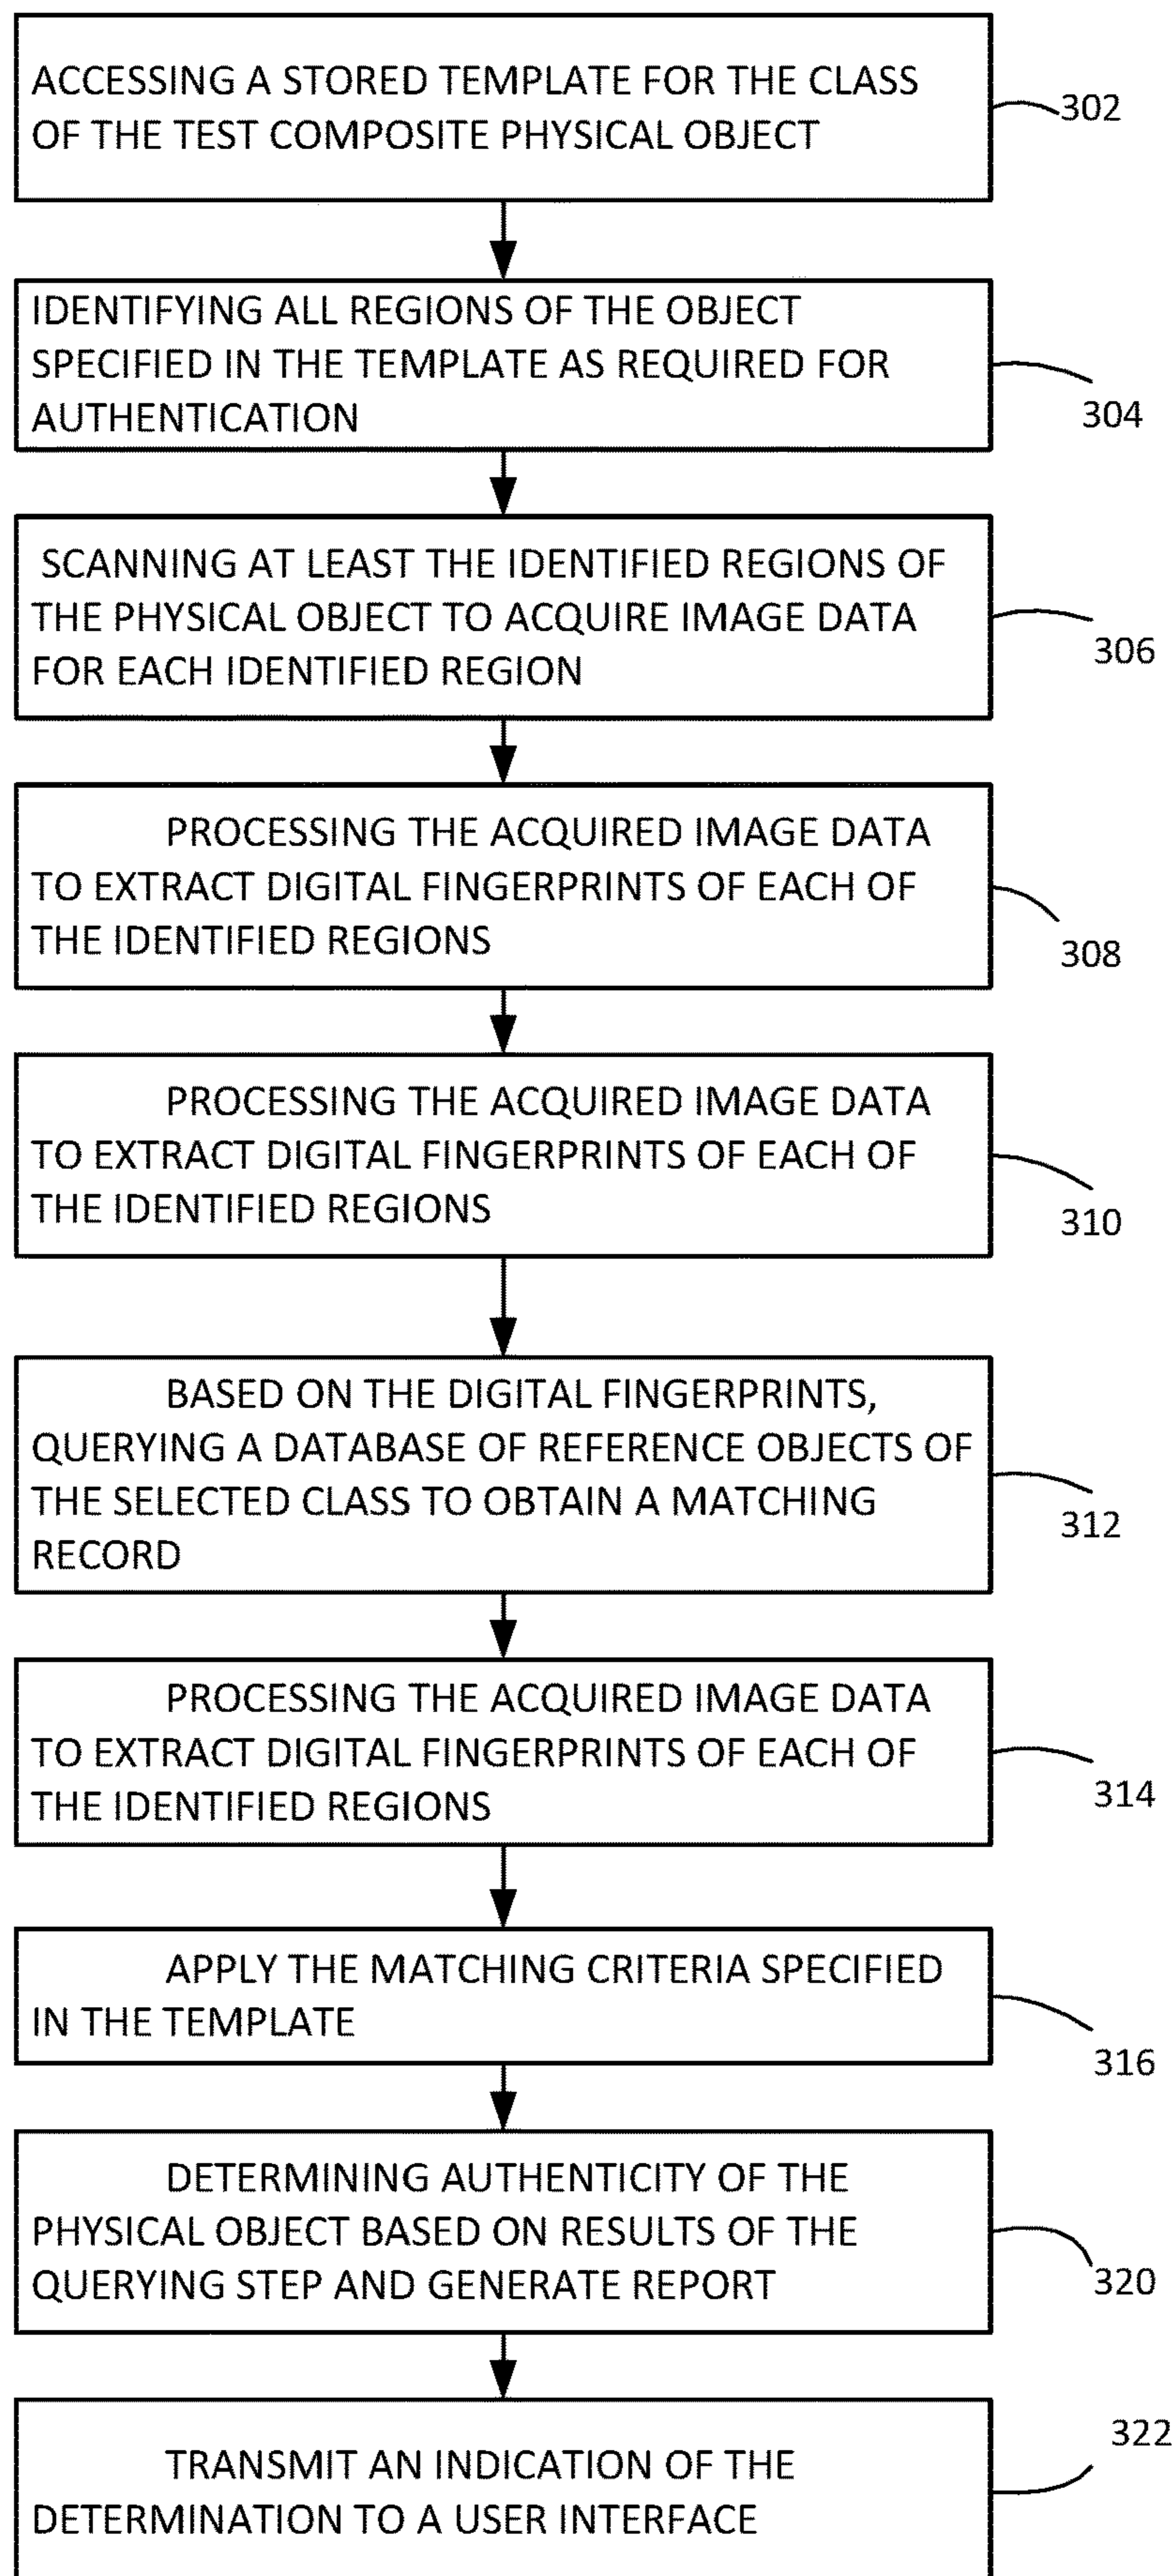 ACCESSING A STORED TEMPLATE FOR THE CLASS
OF THE TEST COMPOSITE PHYSICAL OBJECT
302
IDENTIFYING ALL REGIONS OF THE OBJECT
SPECIFIED IN THE TEMPLATE AS REQUIRED FOR
AUTHENTICATION
304
SCANNING AT LEAST THE IDENTIFIED REGIONS OF
THE PHYSICAL OBJECT TO ACQUIRE IMAGE DATA
FOR EACH IDENTIFIED REGION
306
PROCESSING THE ACQUIRED IMAGE DATA
TO EXTRACT DIGITAL FINGERPRINTS OF EACH OF
THE IDENTIFIED REGIONS
308
PROCESSING THE ACQUIRED IMAGE DATA
TO EXTRACT DIGITAL FINGERPRINTS OF EACH OF
THE IDENTIFIED REGIONS
310
BASED ON THE DIGITAL FINGERPRINTS,
QUERYING A DATABASE OF REFERENCE OBJECTS OF
THE SELECTED CLASS TO OBTAIN A MATCHING
RECORD
312
PROCESSING THE ACQUIRED IMAGE DATA
TO EXTRACT DIGITAL FINGERPRINTS OF EACH OF
THE IDENTIFIED REGIONS
314
APPLY THE MATCHING CRITERIA SPECIFIED
IN THE TEMPLATE
316
DETERMINING AUTHENTICITY OF THE
PHYSICAL OBJECT BASED ON RESULTS OF THE
QUERYING STEP AND GENERATE REPORT
320
322
TRANSMIT AN INDICATION OF THE
DETERMINATION TO A USER INTERFACE